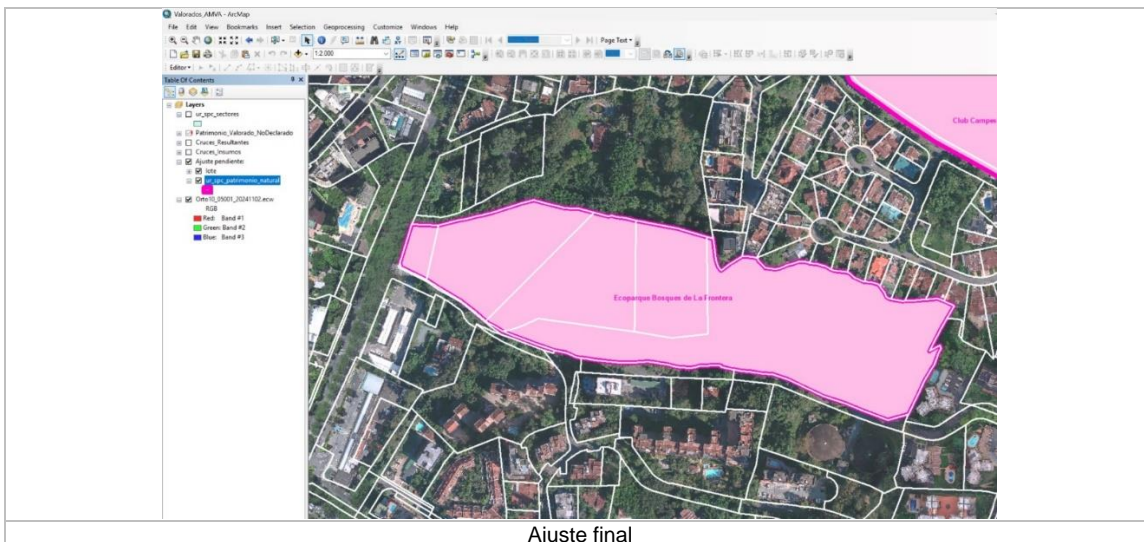 Valorados_AMVA - ArcMap
File Edit View Bookmarks Insert Selection Geoprocessing Customize Windows Help
Page Text
1:2.000
Editor
Table Of Contents
Layers
ur_spc_sectores
Patrimonio_Valorado_NoDeclarado
Cruces_Resultantes
Cruces_Insumos
Ajuste pendiente:
lote
ur_spc_patrimonio_natural
Orto10_05001_20241102.ecw
RGB
Red: Band #1
Green: Band #2
Blue: Band #3
Club Campes
Ecoparque Bosques de La Frontera
Ajuste final